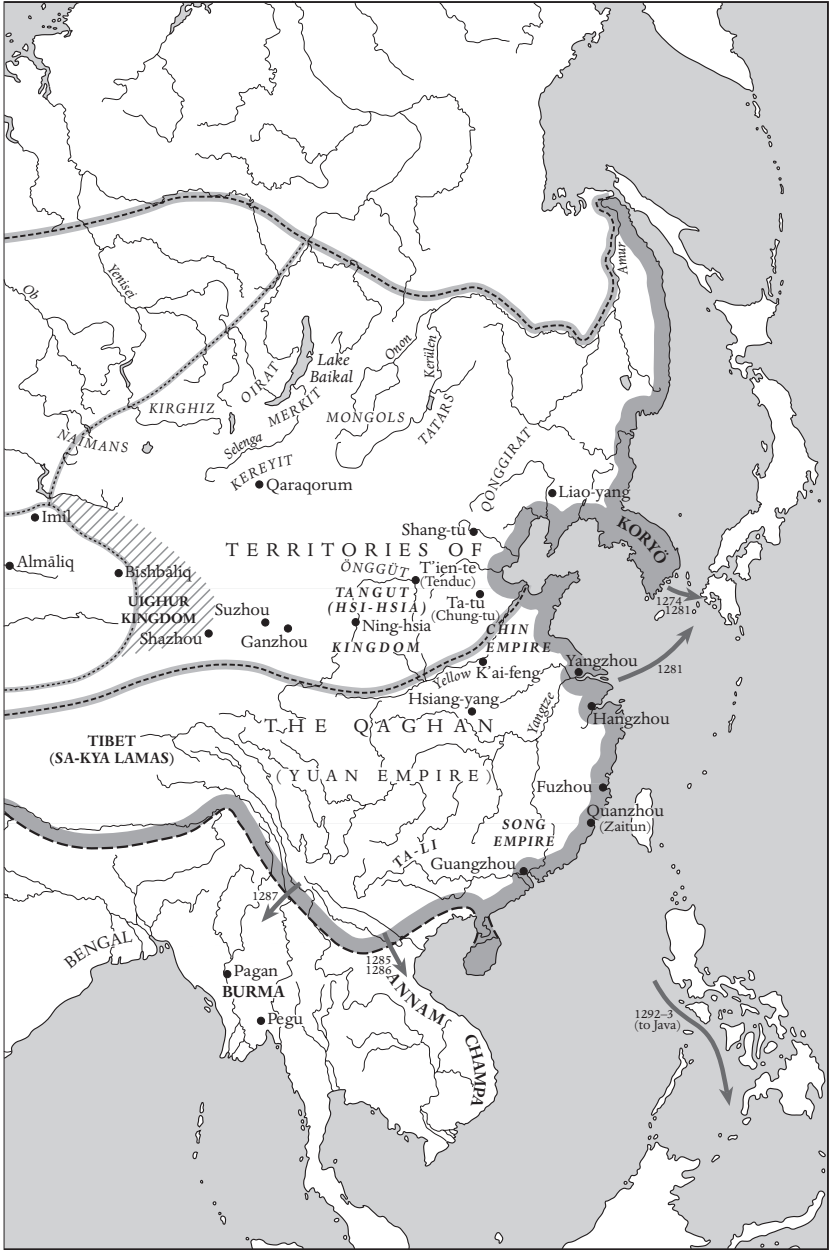 Amur
Yenisei
Ob
Lake
Baikal
Onon
Kerülen
OIRAT
MERKIT
KIRGHIZ
MONGOLS
TATARS
NAIMANS
Selenga
KEREYIT
QONGGIRAT
Qaraqorum
Liao-yang
Imil
Shang-tu
KORYŎ
TERRITORIES OF
Almāliq
Bishbāliq
ÖNGGÜT
T'ien-te
(Tenduc)
TANGUT
(HSI-HSIA)
KINGDOM
Ta-tu
(Chung-tu)
1274
1281
UIGHUR
KINGDOM
Suzhou
Shazhou
Ganzhou
Ning-hsia
CHIN
EMPIRE
Yangzhou
1281
Yellow
K'ai-feng
Hsiang-yang
Yangtze
Hangzhou
THE QAGHAN
TIBET
(SA-KYA LAMAS)
(YUAN EMPIRE)
Fuzhou
Quanzhou
(Zaitun)
SONG
EMPIRE
TA-LI
Guangzhou
1287
BENGAL
1285
1286
Pagan
BURMA
ANNAM
Pegu
1292–3
(to Java)
CHAMPA